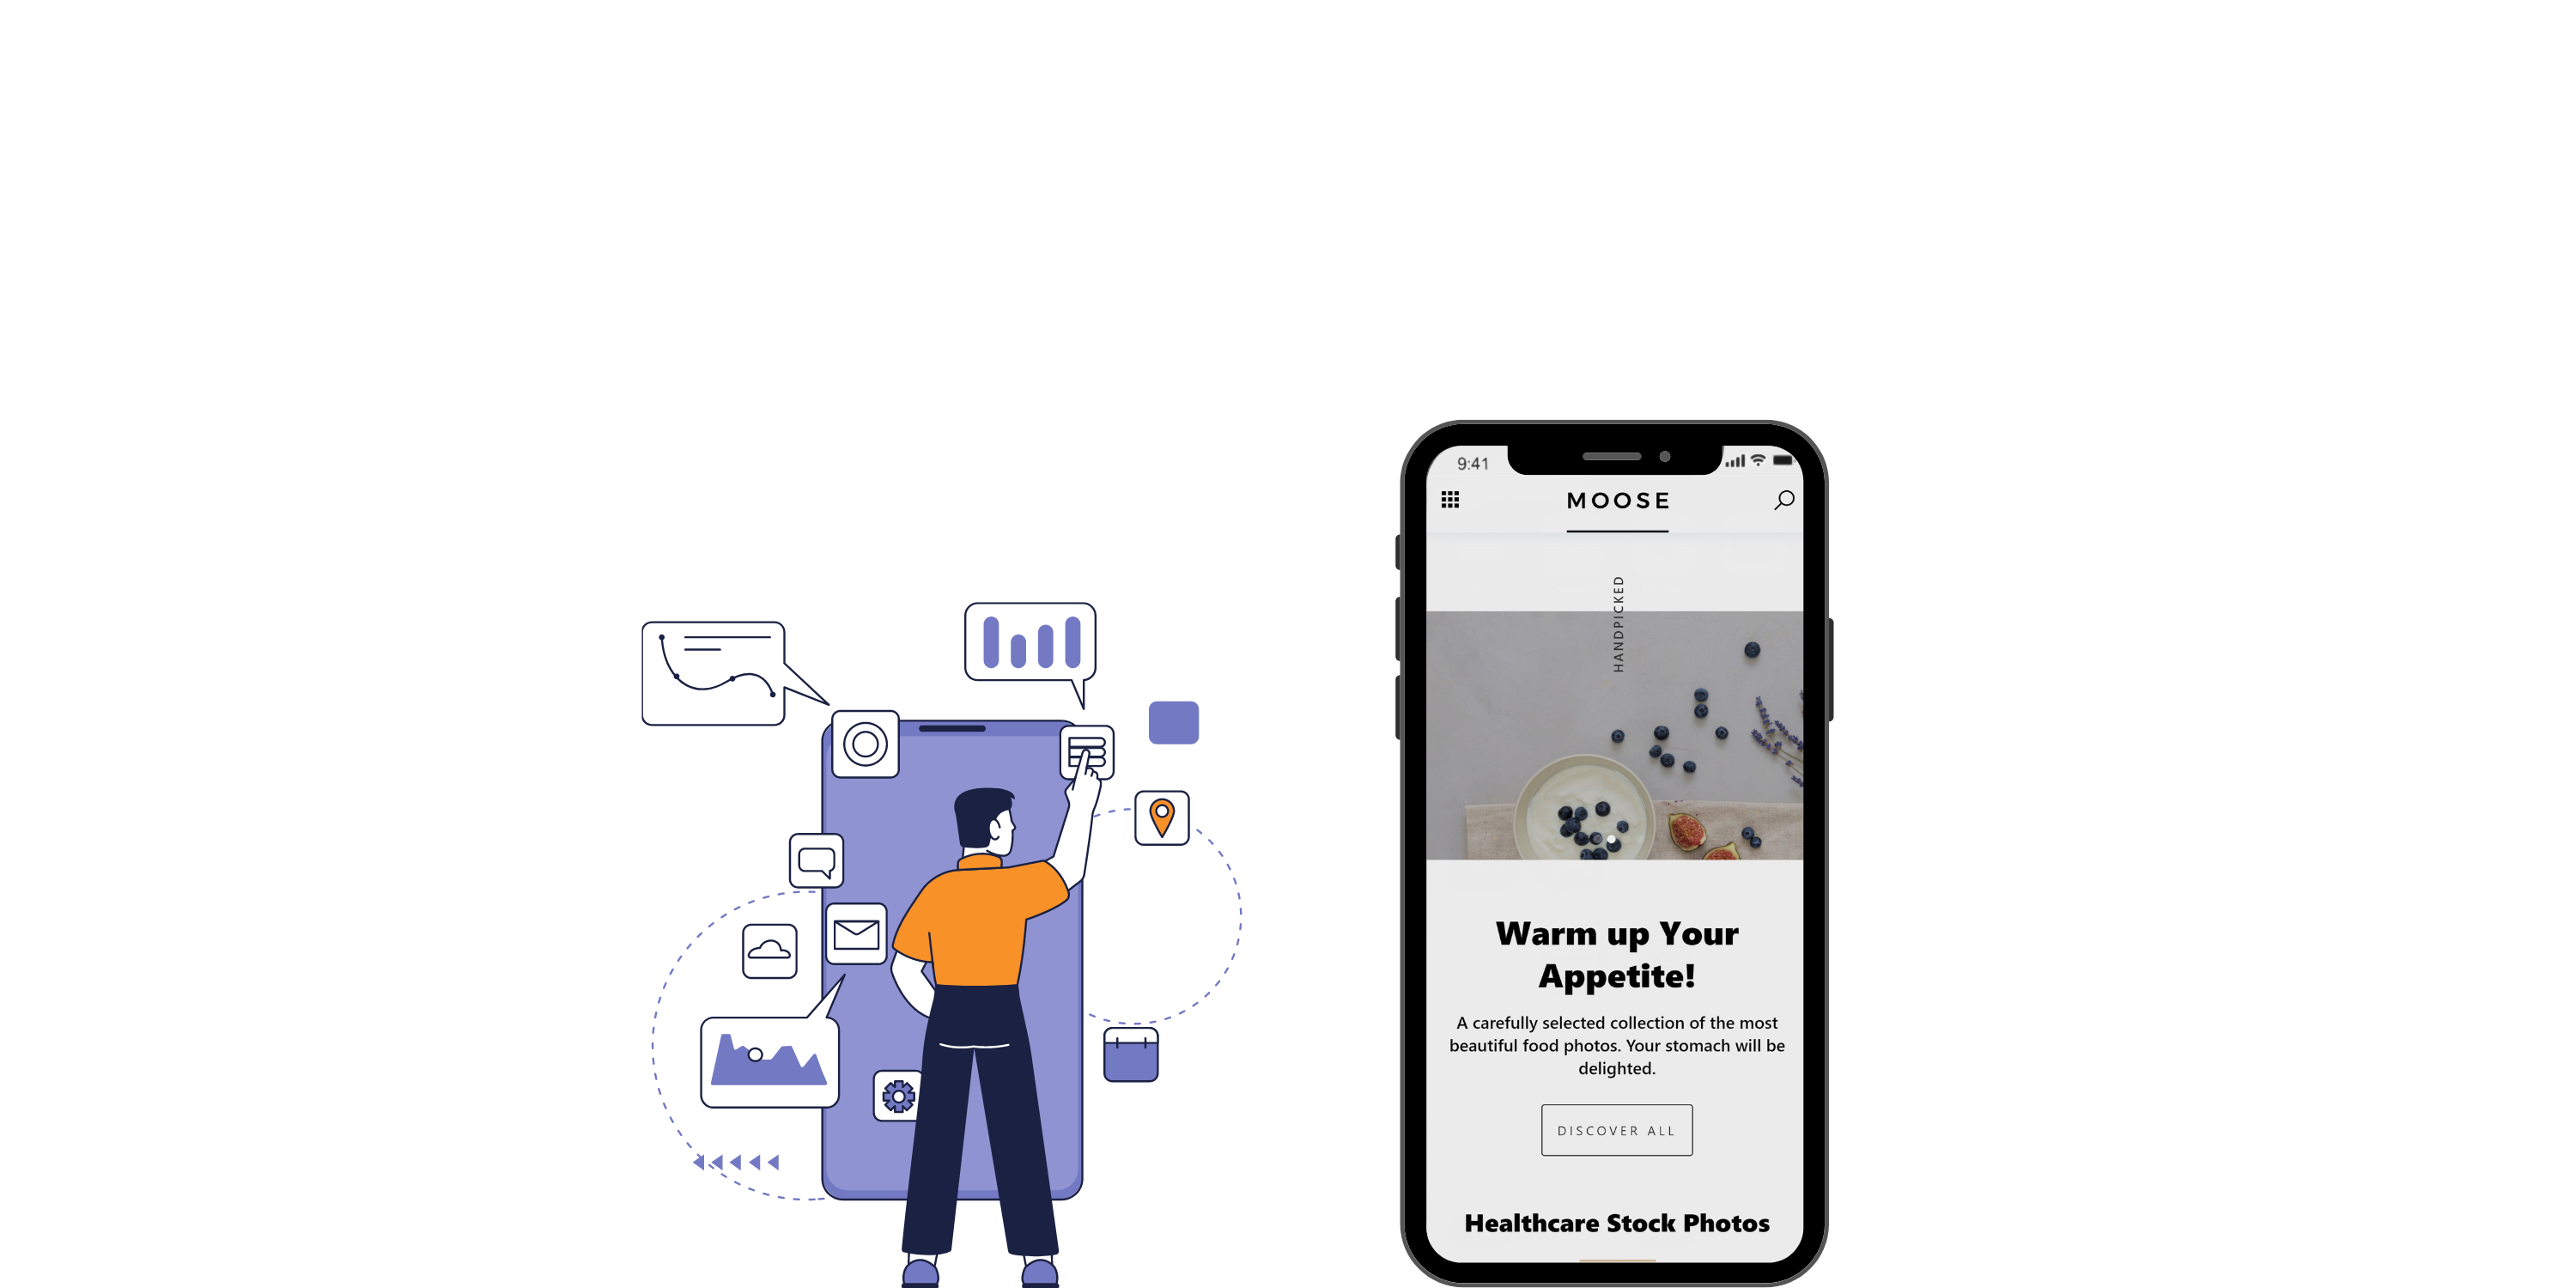 9:41
MOOSE
HANDPICKED
Warm up Your
Appetite!
A carefully selected collection of the most
beautiful food photos. Your stomach will be
delighted.
DISCOVER ALL
Healthcare Stock Photos